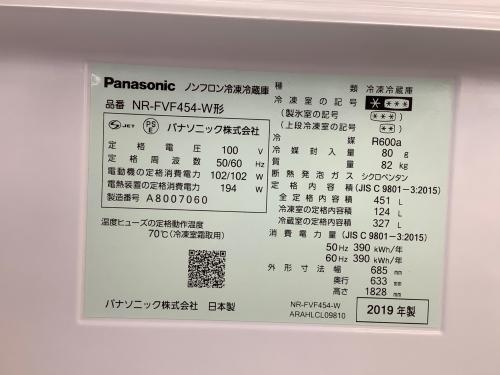 Panasonic ノンフロン冷凍冷蔵庫
品番 NR-FVF454-W形
S JET PS E パナソニック株式会社
定格電圧 100 V
定格周波数 50/60 Hz
電動機の定格消費電力 102/102 W
電熱装置の定格消費電力 194 W
製造番号 A8007060
温度ヒューズの定格動作温度
70℃(冷凍室霜取用)
パナソニック株式会社 日本製
種類 冷凍冷蔵庫
冷凍室の記号 * ***
(製氷室の記号) **
(上段冷凍室の記号) **
冷媒 R600a
冷媒封入量 80 g
質量 82 kg
断熱発泡ガス シクロペンタン
定格内容積 (JIS C 9801-3:2015)
全定格内容積 451 L
冷凍室の定格内容積 124 L
冷蔵室の定格内容積 327 L
消費電力量 (JIS C 9801-3:2015)
50Hz 390 kWh/年
60Hz 390 kWh/年
外形寸法 幅 685 mm
奥行 633 mm
高さ 1828 mm
NR-FVF454-W
ARAHLCL09810
2019 年製